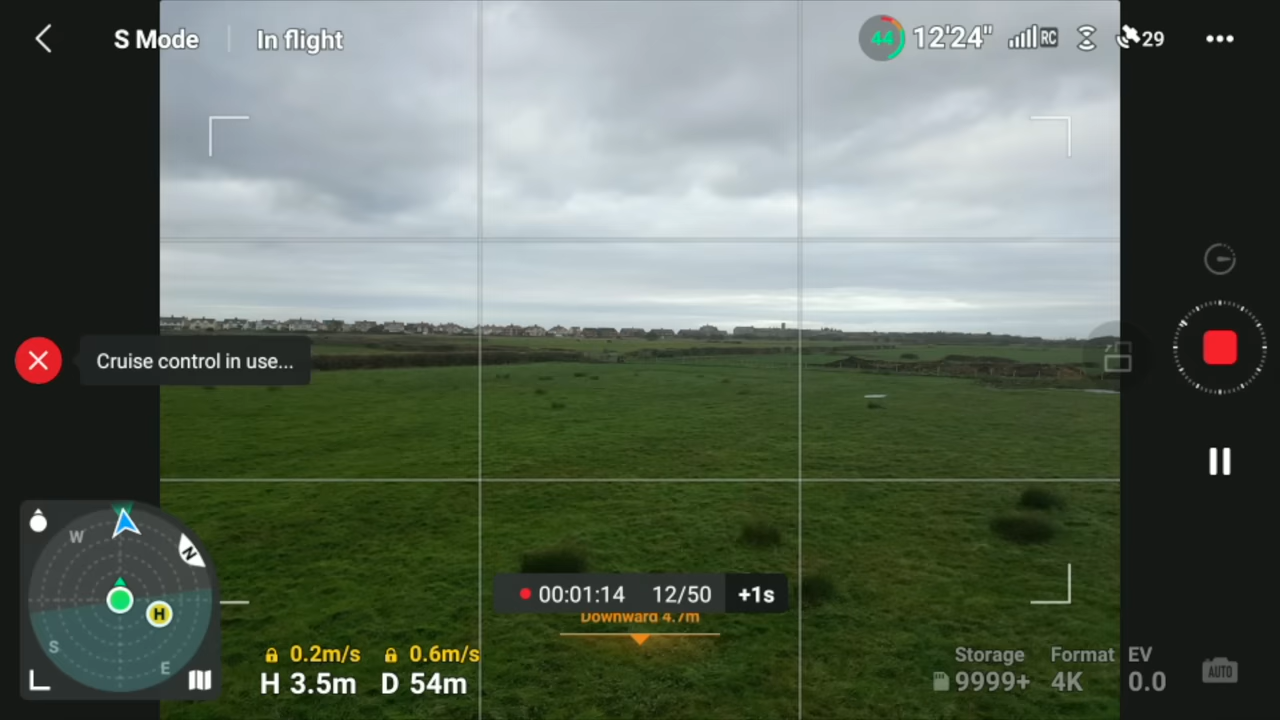 S Mode
In flight
44
12'24"
RC
29
Cruise control in use...
W
N
H
S
E
00:01:14
12/50
+1s
Downward 4.7m
0.2m/s
0.6m/s
H 3.5m
D 54m
Storage
Format
EV
9999+
4K
0.0
AUTO